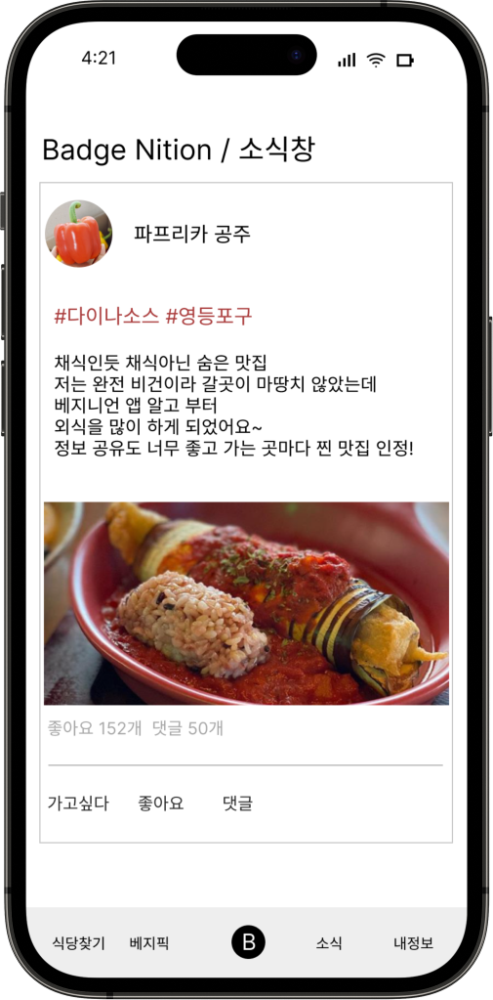 4:21
Badge Nition / 소식창
파프리카 공주
#다이나소스 #영등포구
채식인듯 채식아닌 숨은 맛집
저는 완전 비건이라 갈곳이 마땅치 않았는데
베지니언 앱 알고 부터
외식을 많이 하게 되었어요~
정보 공유도 너무 좋고 가는 곳마다 찐 맛집 인정!
좋아요 152개 댓글 50개
가고싶다 좋아요 댓글
식당찾기 베지픽 B 소식 내정보